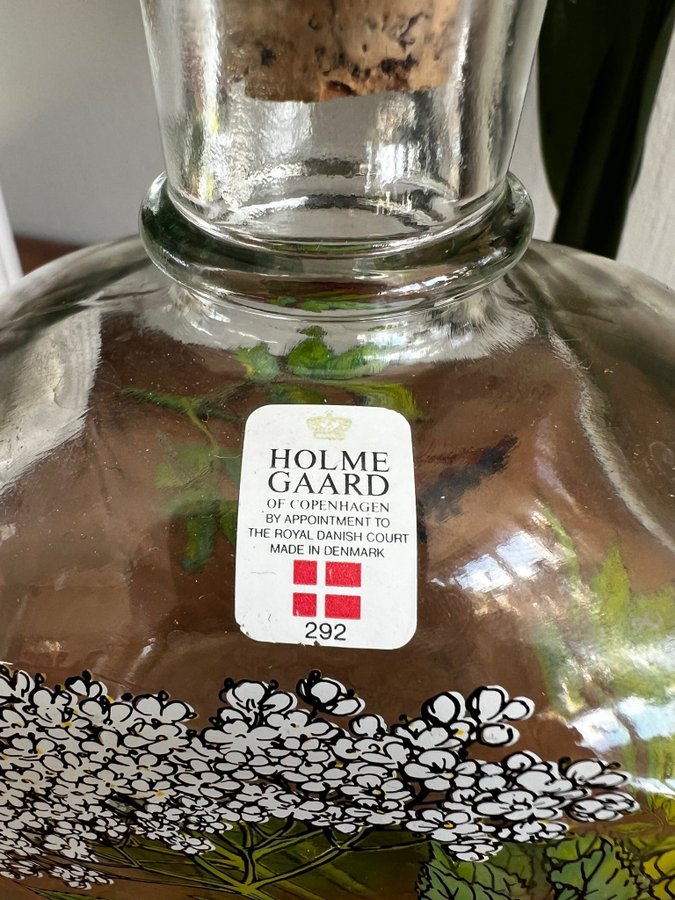 HOLME
GAARD
OF COPENHAGEN
BY APPOINTMENT TO
THE ROYAL DANISH COURT
MADE IN DENMARK
292